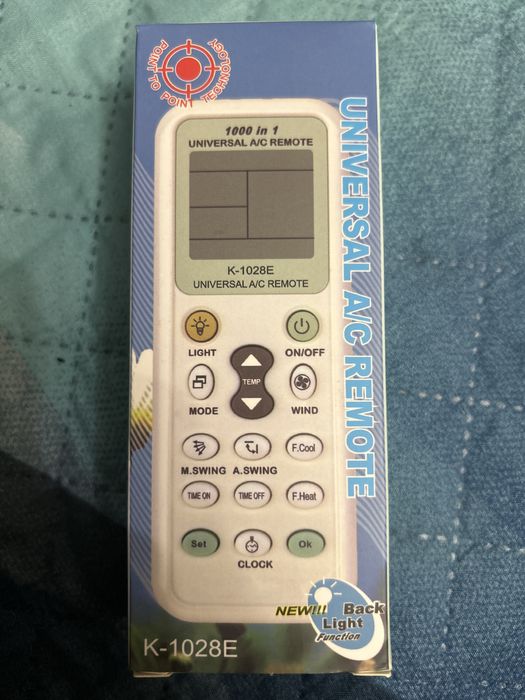 POINT TO POINT TECHNOLOGY
UNIVERSAL A/C REMOTE
1000 in 1
UNIVERSAL A/C REMOTE
K-1028E
UNIVERSAL A/C REMOTE
LIGHT
ON/OFF
TEMP
MODE
WIND
F.Cool
M.SWING
A.SWING
TIME ON
TIME OFF
F.Heat
Set
Ok
CLOCK
NEW!!! Back
Light
Function
K-1028E